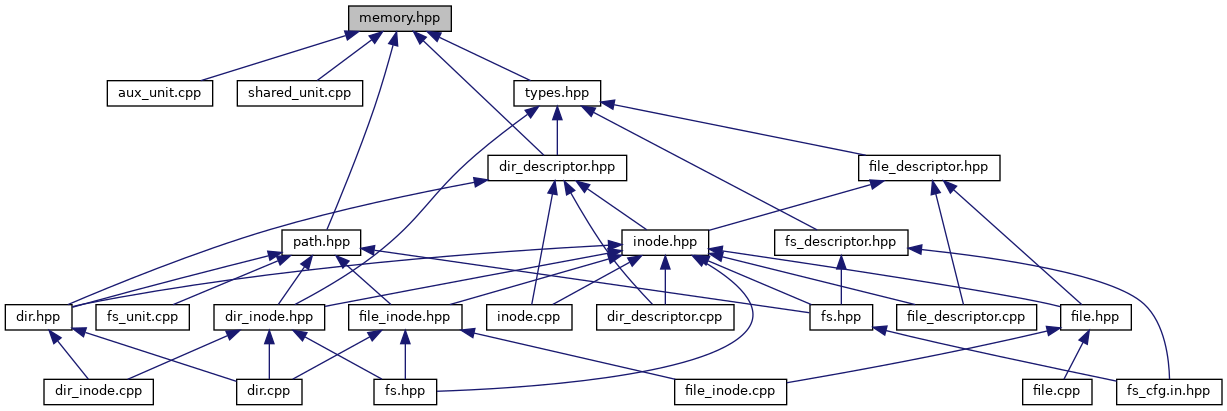 memory.hpp
aux_unit.cpp
shared_unit.cpp
types.hpp
dir_descriptor.hpp
file_descriptor.hpp
path.hpp
inode.hpp
fs_descriptor.hpp
dir.hpp
fs_unit.cpp
dir_inode.hpp
file_inode.hpp
inode.cpp
dir_descriptor.cpp
fs.hpp
file_descriptor.cpp
file.hpp
dir_inode.cpp
dir.cpp
fs.hpp
file_inode.cpp
file.cpp
fs_cfg.in.hpp